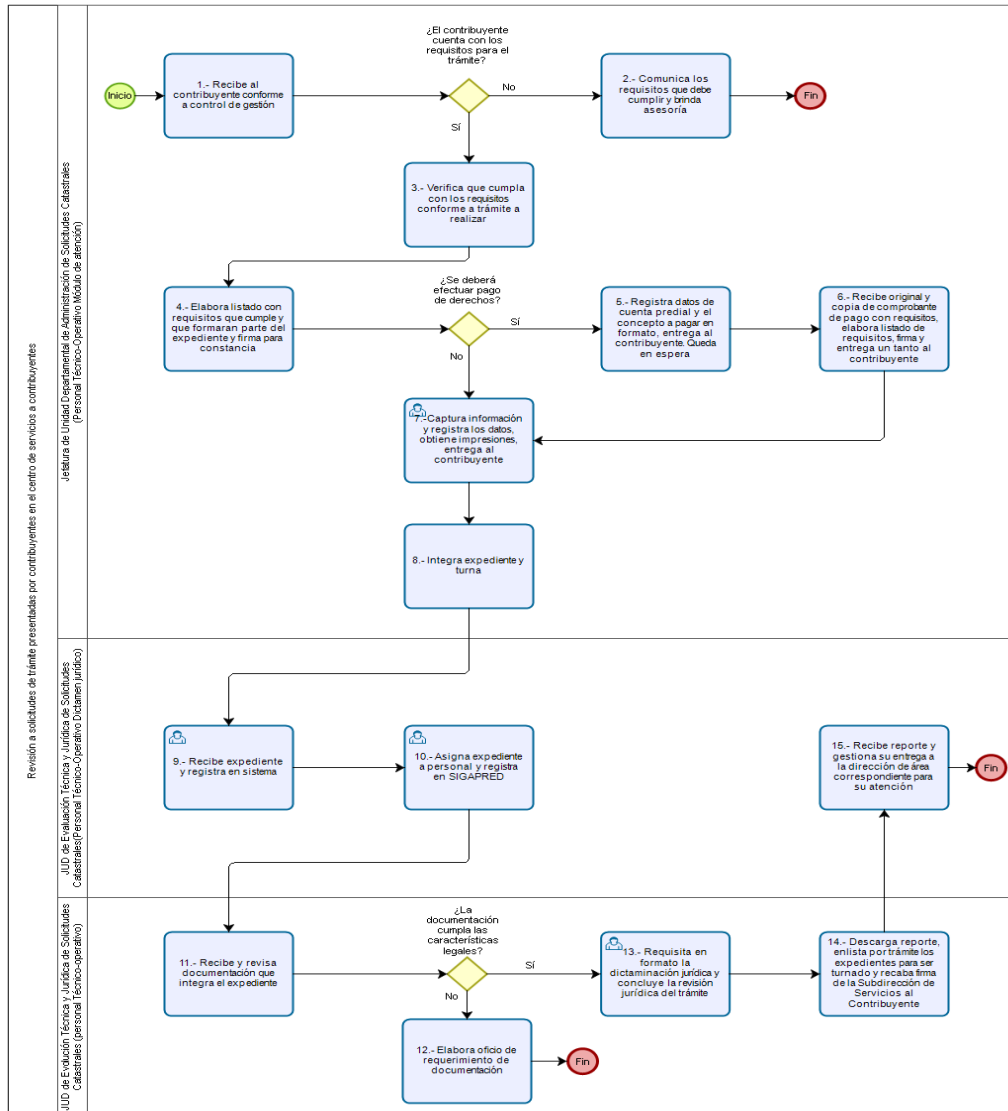 Revisión a solicitudes de trámite presentadas por contribuyentes en el centro de servicios a contribuyentes
Jefatura de Unidad Departamental de Administración de Solicitudes Catastrales
(Personal Técnico-Operativo Módulo de atención)
¿El contribuyente
cuenta con los
requisitos para el
trámite?
Inicio
1.- Recibe al
contribuyente conforme
a control de gestión
No
2.- Comunica los
requisitos que debe
cumplir y brinda
asesoría
Fin
Sí
3.- Verifica que cumpla
con los requisitos
conforme a trámite a
realizar
4.- Elabora listado con
requisitos que cumple y
que formaran parte del
expediente y firma para
constancia
¿Se deberá
efectuar pago de
derechos?
Sí
5.- Registra datos de
cuenta predial y el
concepto a pagar en
formato, entrega al
contribuyente. Queda
en espera
6.- Recibe original y
copia de comprobante
de pago con requisitos,
elabora listado de
requisitos, firma y
entrega un tanto al
contribuyente
No
7.-Captura información
y registra los datos,
obtiene impresiones,
entrega al
contribuyente
8.- Integra expediente y
turna
JUD de Evaluación Técnica y Jurídica de Solicitudes
Catastrales(Personal Técnico-Operativo Dictamen jurídico)
9.- Recibe expediente
y registra en sistema
10.- Asigna expediente
a personal y registra
en SIGAPRED
15.- Recibe reporte y
gestiona su entrega a
la dirección de área
correspondiente para
su atención
Fin
JUD de Evolución Técnica y Jurídica de Solicitudes
Catastrales (personal Técnico-operativo)
11.- Recibe y revisa
documentación que
integra el expediente
¿La
documentación
cumpla las
características
legales?
Sí
13.- Requisita en
formato la
dictaminación jurídica y
concluye la revisión
jurídica del trámite
14.- Descarga reporte,
enlista por trámite los
expedientes para ser
turnado y recaba firma
de la Subdirección de
Servicios al
Contribuyente
No
12.- Elabora oficio de
requerimiento de
documentación
Fin